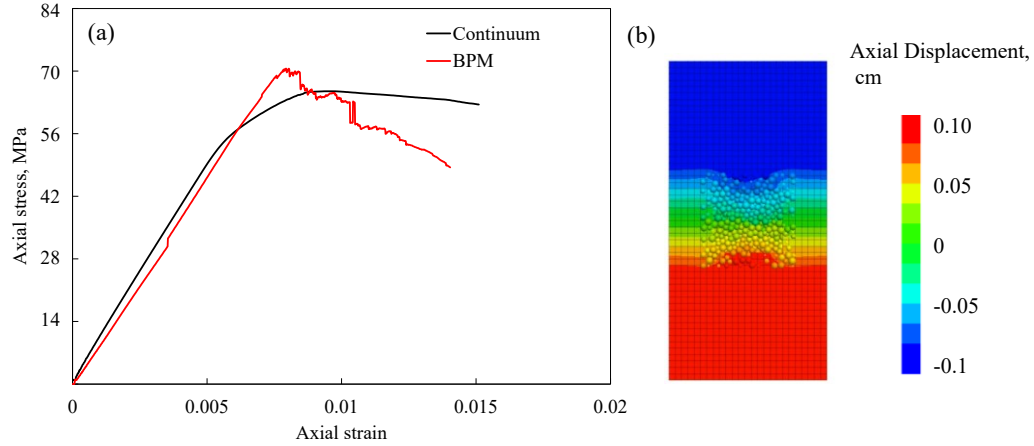 (a)
Continuum
BPM
84
70
56
42
28
14
Axial stress, MPa
0
0.005
0.01
0.015
0.02
Axial strain
(b)
Axial Displacement,
cm
0.10
0.05
0
-0.05
-0.1